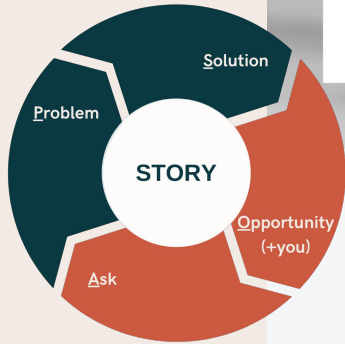 Solution
Problem
STORY
Opportunity
(+you)
Ask